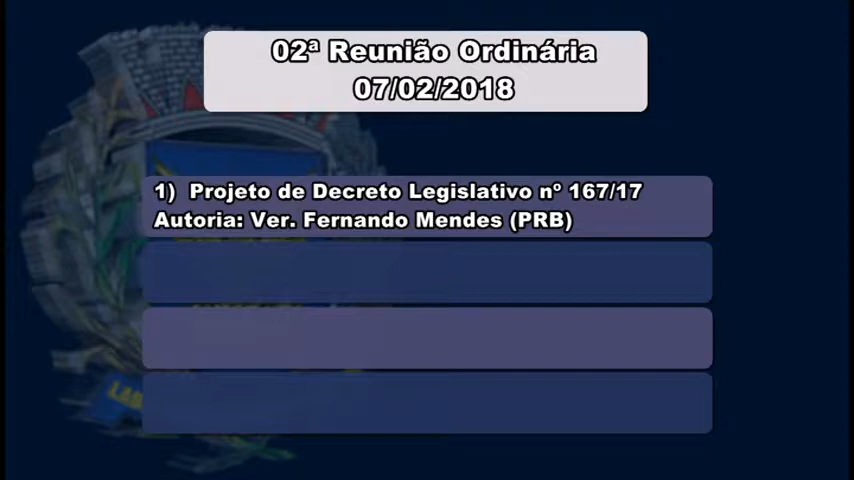 02ª Reunião Ordinária
07/02/2018
1) Projeto de Decreto Legislativo nº 167/17
Autoria: Ver. Fernando Mendes (PRB)